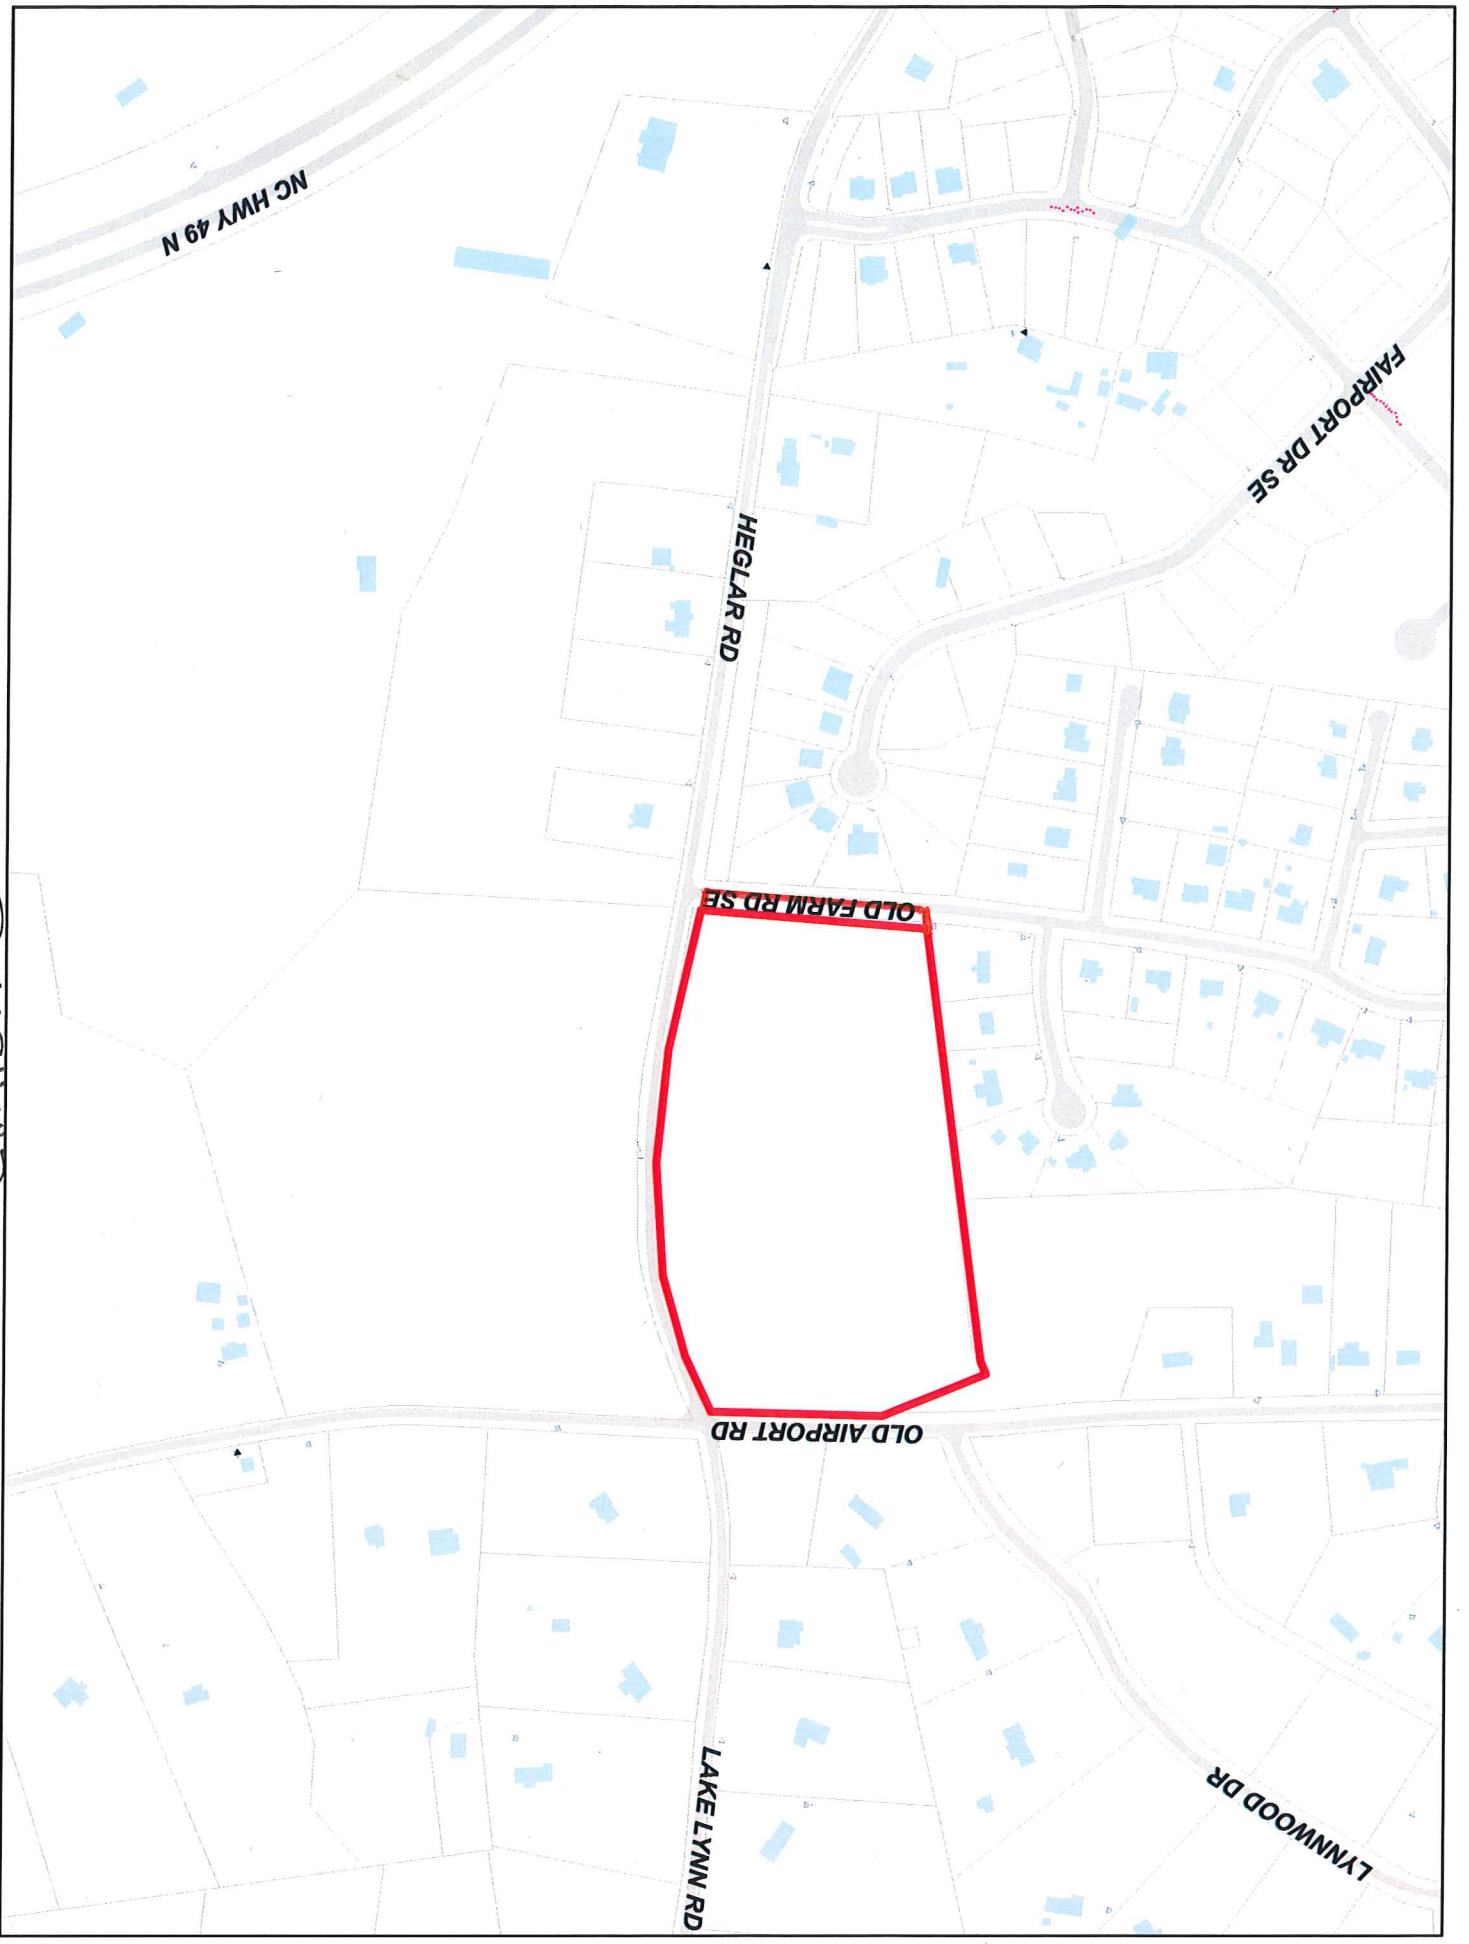 NC HWY 49 N
FAIRPORT DR SE
HEGLAR RD
OLD FARM RD SE
OLD AIRPORT RD
LAKE LYNN RD
LYNNWOOD DR